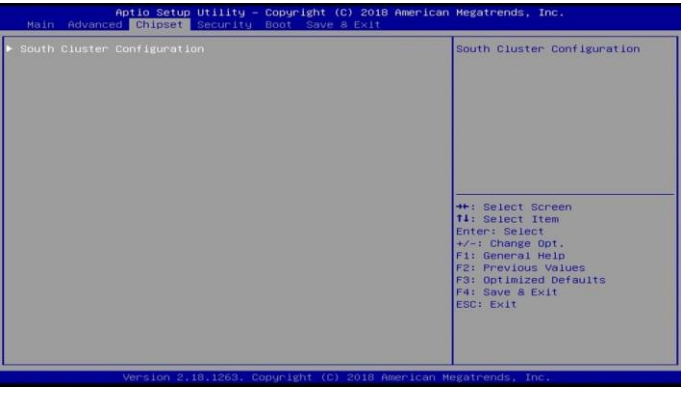 Aptio Setup Utility – Copyright (C) 2018 American Megatrends, Inc.
Main Advanced Chipset Security Boot Save & Exit
► South Cluster Configuration
South Cluster Configuration
→←: Select Screen
↑↓: Select Item
Enter: Select
+/-: Change Opt.
F1: General Help
F2: Previous Values
F3: Optimized Defaults
F4: Save & Exit
ESC: Exit
Version 2.18.1263. Copyright (C) 2018 American Megatrends, Inc.